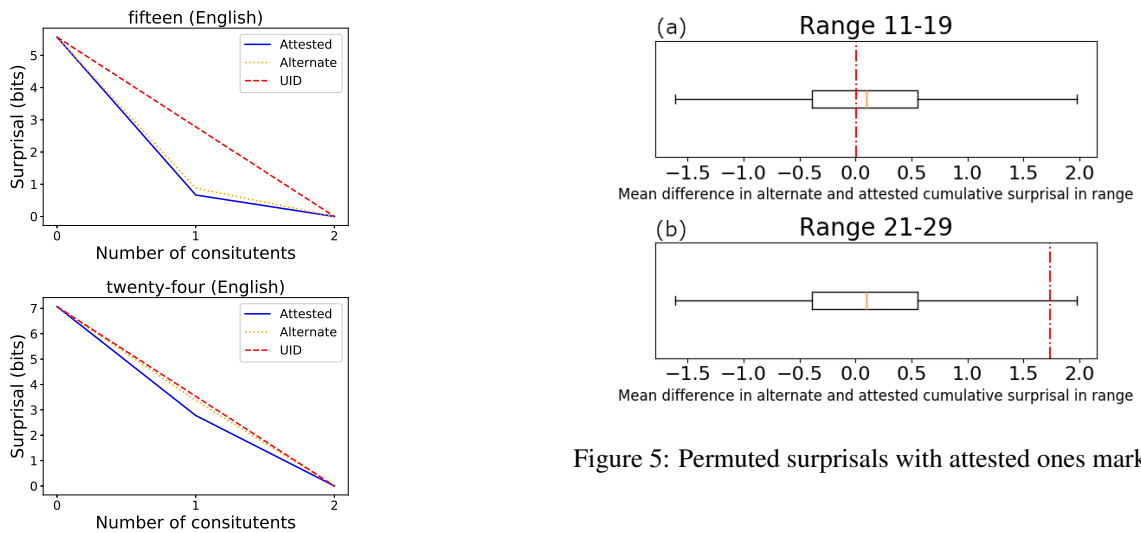 fifteen (English)
Surprisal (bits)
5
4
3
2
1
0
Attested
Alternate
UID
0 1 2
Number of consitutents
twenty-four (English)
Surprisal (bits)
7
6
5
4
3
2
1
0
Attested
Alternate
UID
0 1 2
Number of consitutents
(a) Range 11-19
−1.5 −1.0 −0.5 0.0 0.5 1.0 1.5 2.0
Mean difference in alternate and attested cumulative surprisal in range
(b) Range 21-29
−1.5 −1.0 −0.5 0.0 0.5 1.0 1.5 2.0
Mean difference in alternate and attested cumulative surprisal in range
Figure 5: Permuted surprisals with attested ones mark